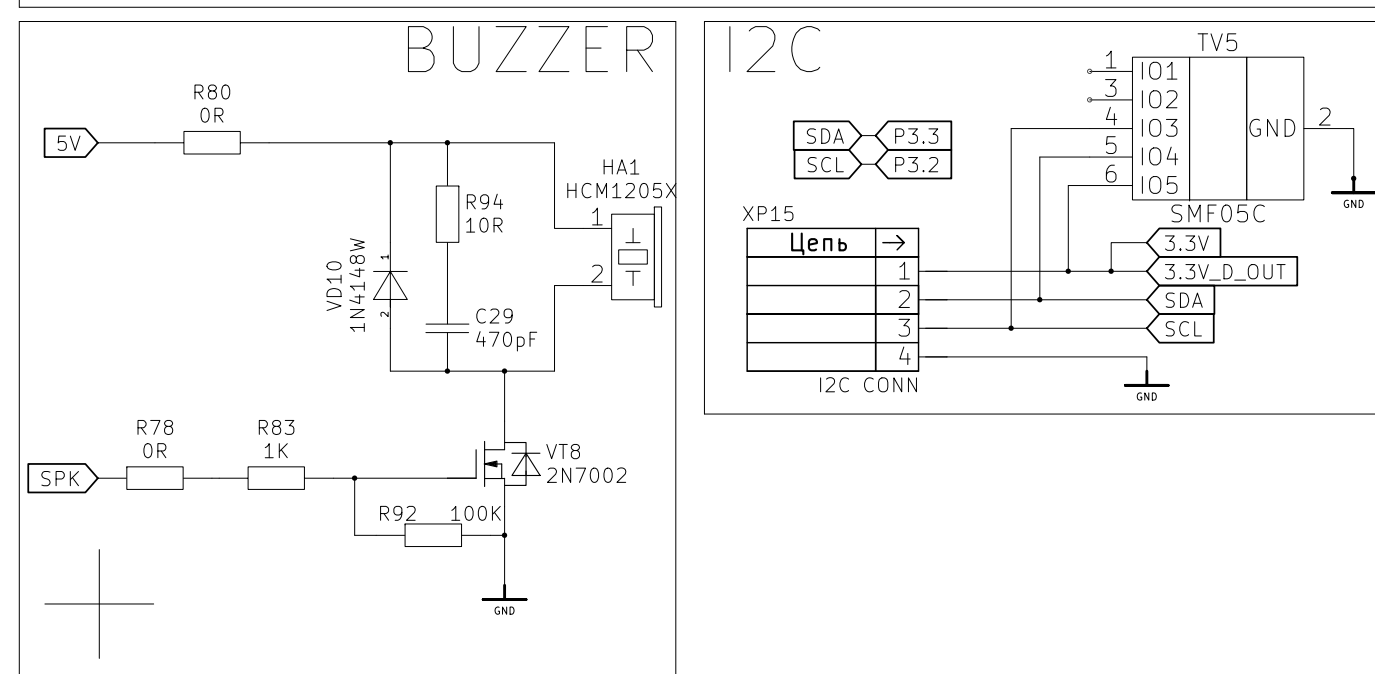 BUZZER
R80
0R
5V
HA1
HCM1205X
R94
10R
1
2
VD10
1N4148W
1
2
C29
470pF
R78
0R
R83
1K
SPK
VT8
2N7002
R92 100K
GND
I2C
TV5
1 IO1
3 IO2
4 IO3
5 IO4
6 IO5
GND 2
SMF05C
GND
SDA P3.3
SCL P3.2
XP15
Цепь →
1
2
3
4
I2C CONN
3.3V
3.3V_D_OUT
SDA
SCL
GND